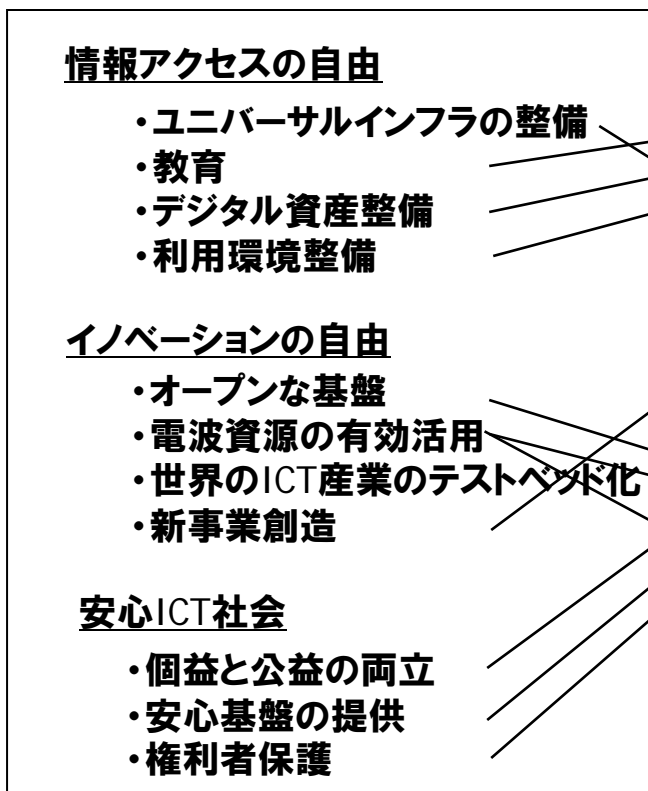 情報アクセスの自由
・ユニバーサルインフラの整備
・教育
・デジタル資産整備
・利用環境整備
イノベーションの自由
・オープンな基盤
・電波資源の有効活用
・世界のICT産業のテストベッド化
・新事業創造
安心ICT社会
・個益と公益の両立
・安心基盤の提供
・権利者保護